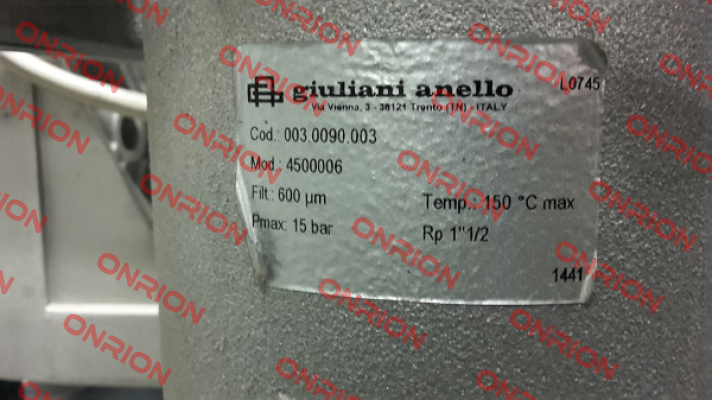 giuliani anello
L0745
Via Vienna, 3 - 38121 Trento (TN) - ITALY
Cod.: 003.0090.003
Mod.: 4500006
Filt.: 600 µm
Temp.: 150 °C max
Pmax: 15 bar
Rp 1"1/2
1441
ONRION